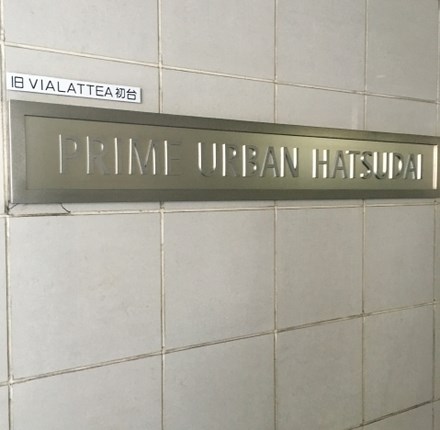 旧 VIALATTEA 初台
PRIME URBAN HATSUDAI